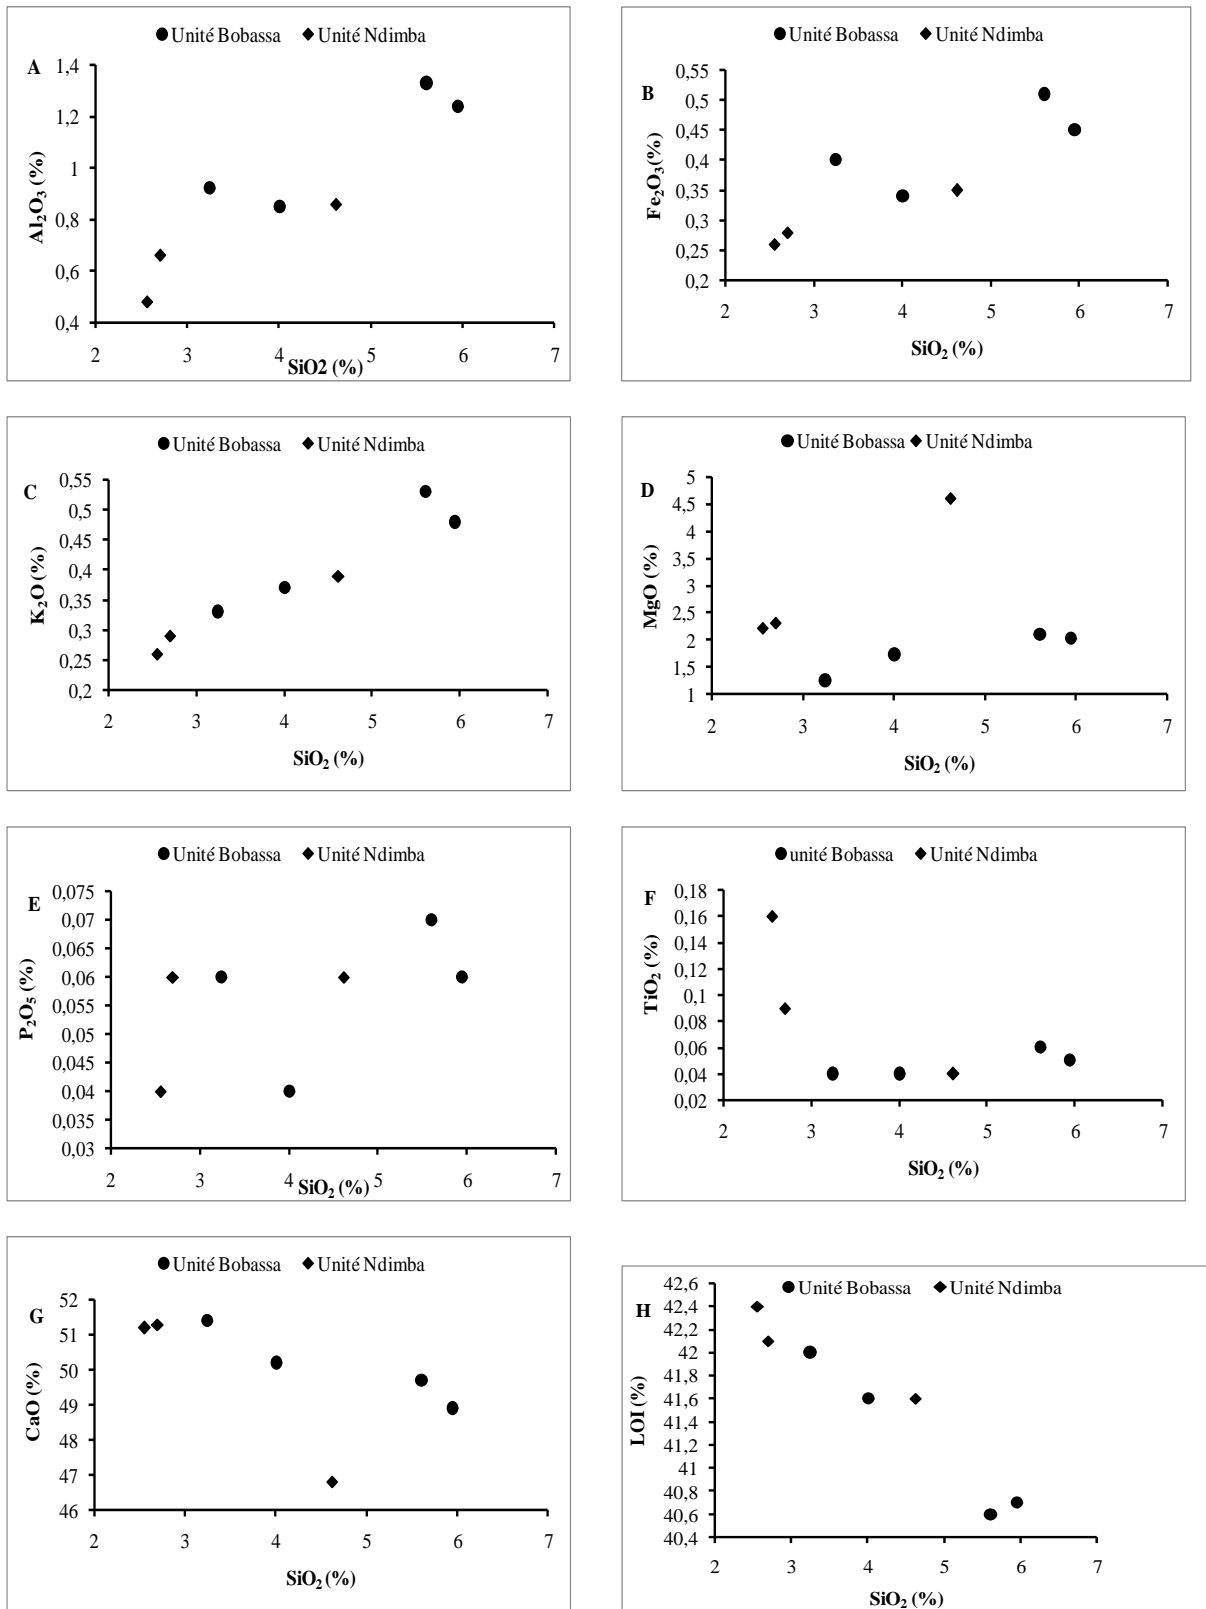 ● Unité Bobassa ◆ Unité Ndimba
A
1,4
1,2
1
0,8
0,6
0,4
Al₂O₃ (%)
2 3 4 5 6 7
SiO2 (%)
● Unité Bobassa ◆ Unité Ndimba
B
0,55
0,5
0,45
0,4
0,35
0,3
0,25
0,2
Fe₂O₃(%)
2 3 4 5 6 7
SiO₂ (%)
● Unité Bobassa ◆ Unité Ndimba
C
0,55
0,5
0,45
0,4
0,35
0,3
0,25
0,2
K₂O (%)
2 3 4 5 6 7
SiO₂ (%)
● Unité Bobassa ◆ Unité Ndimba
D
5
4,5
4
3,5
3
2,5
2
1,5
1
MgO (%)
2 3 4 5 6 7
SiO₂ (%)
● Unité Bobassa ◆ Unité Ndimba
E
0,075
0,07
0,065
0,06
0,055
0,05
0,045
0,04
0,035
0,03
P₂O₅ (%)
2 3 4 5 6 7
SiO₂ (%)
● unité Bobassa ◆ Unité Ndimba
F
0,18
0,16
0,14
0,12
0,1
0,08
0,06
0,04
0,02
TiO₂ (%)
2 3 4 5 6 7
SiO₂ (%)
● Unité Bobassa ◆ Unité Ndimba
G
52
51
50
49
48
47
46
CaO (%)
2 3 4 5 6 7
SiO₂ (%)
● Unité Bobassa ◆ Unité Ndimba
H
42,6
42,4
42,2
42
41,8
41,6
41,4
41,2
41
40,8
40,6
40,4
LOI (%)
2 3 4 5 6 7
SiO₂ (%)